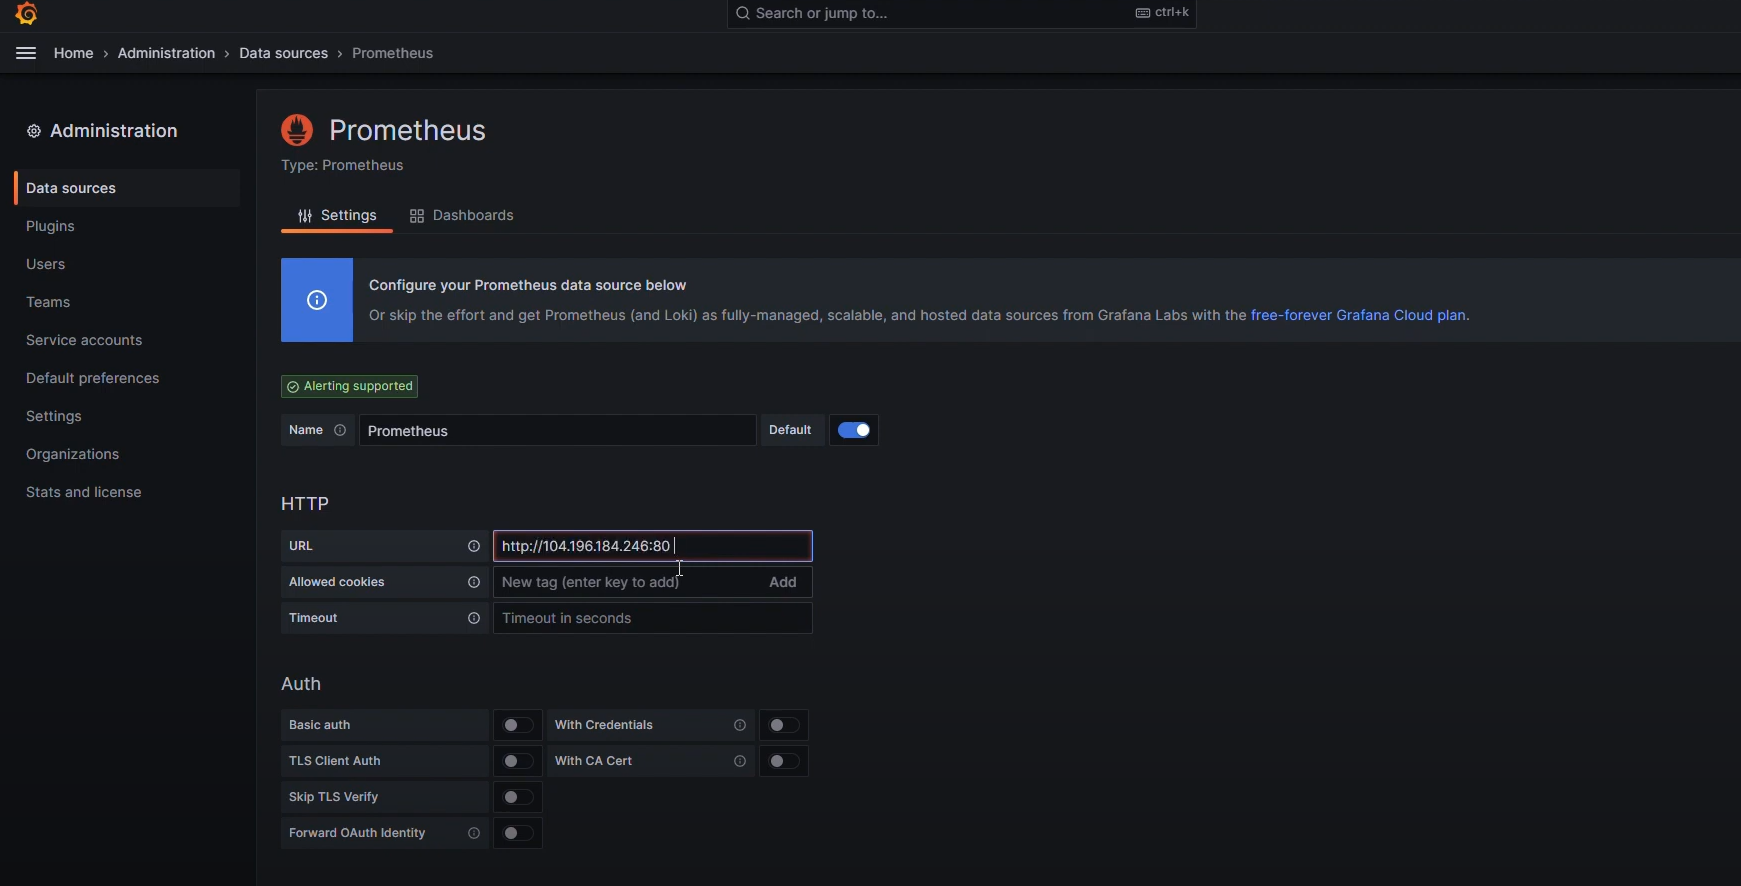 Search or jump to... ctrl+k
Home › Administration › Data sources › Prometheus
Administration
Data sources
Plugins
Users
Teams
Service accounts
Default preferences
Settings
Organizations
Stats and license
Prometheus
Type: Prometheus
Settings Dashboards
Configure your Prometheus data source below
Or skip the effort and get Prometheus (and Loki) as fully-managed, scalable, and hosted data sources from Grafana Labs with the free-forever Grafana Cloud plan.
Alerting supported
Name Prometheus Default
HTTP
URL http://104.196.184.246:80
Allowed cookies New tag (enter key to add) Add
Timeout Timeout in seconds
Auth
Basic auth With Credentials
TLS Client Auth With CA Cert
Skip TLS Verify
Forward OAuth Identity